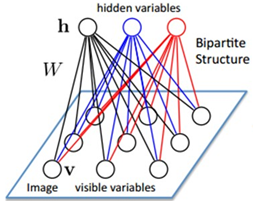 hidden variables
h
Bipartite
Structure
W
v
Image visible variables